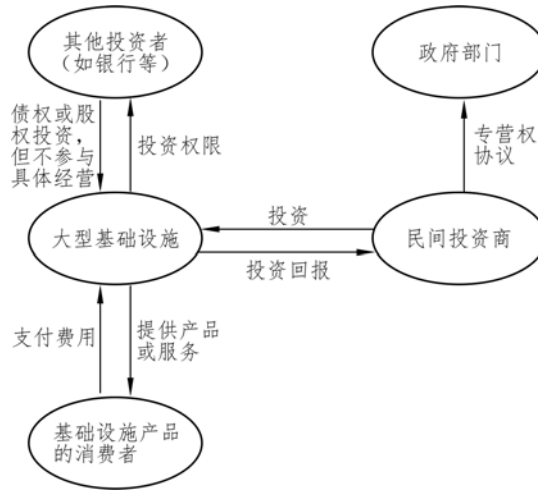 其他投资者
（如银行等）
政府部门
债权或股
权投资，
但不参与
具体经营
投资权限
专营权
协议
大型基础设施
投资
投资回报
民间投资商
支付费用
提供产品
或服务
基础设施产品
的消费者